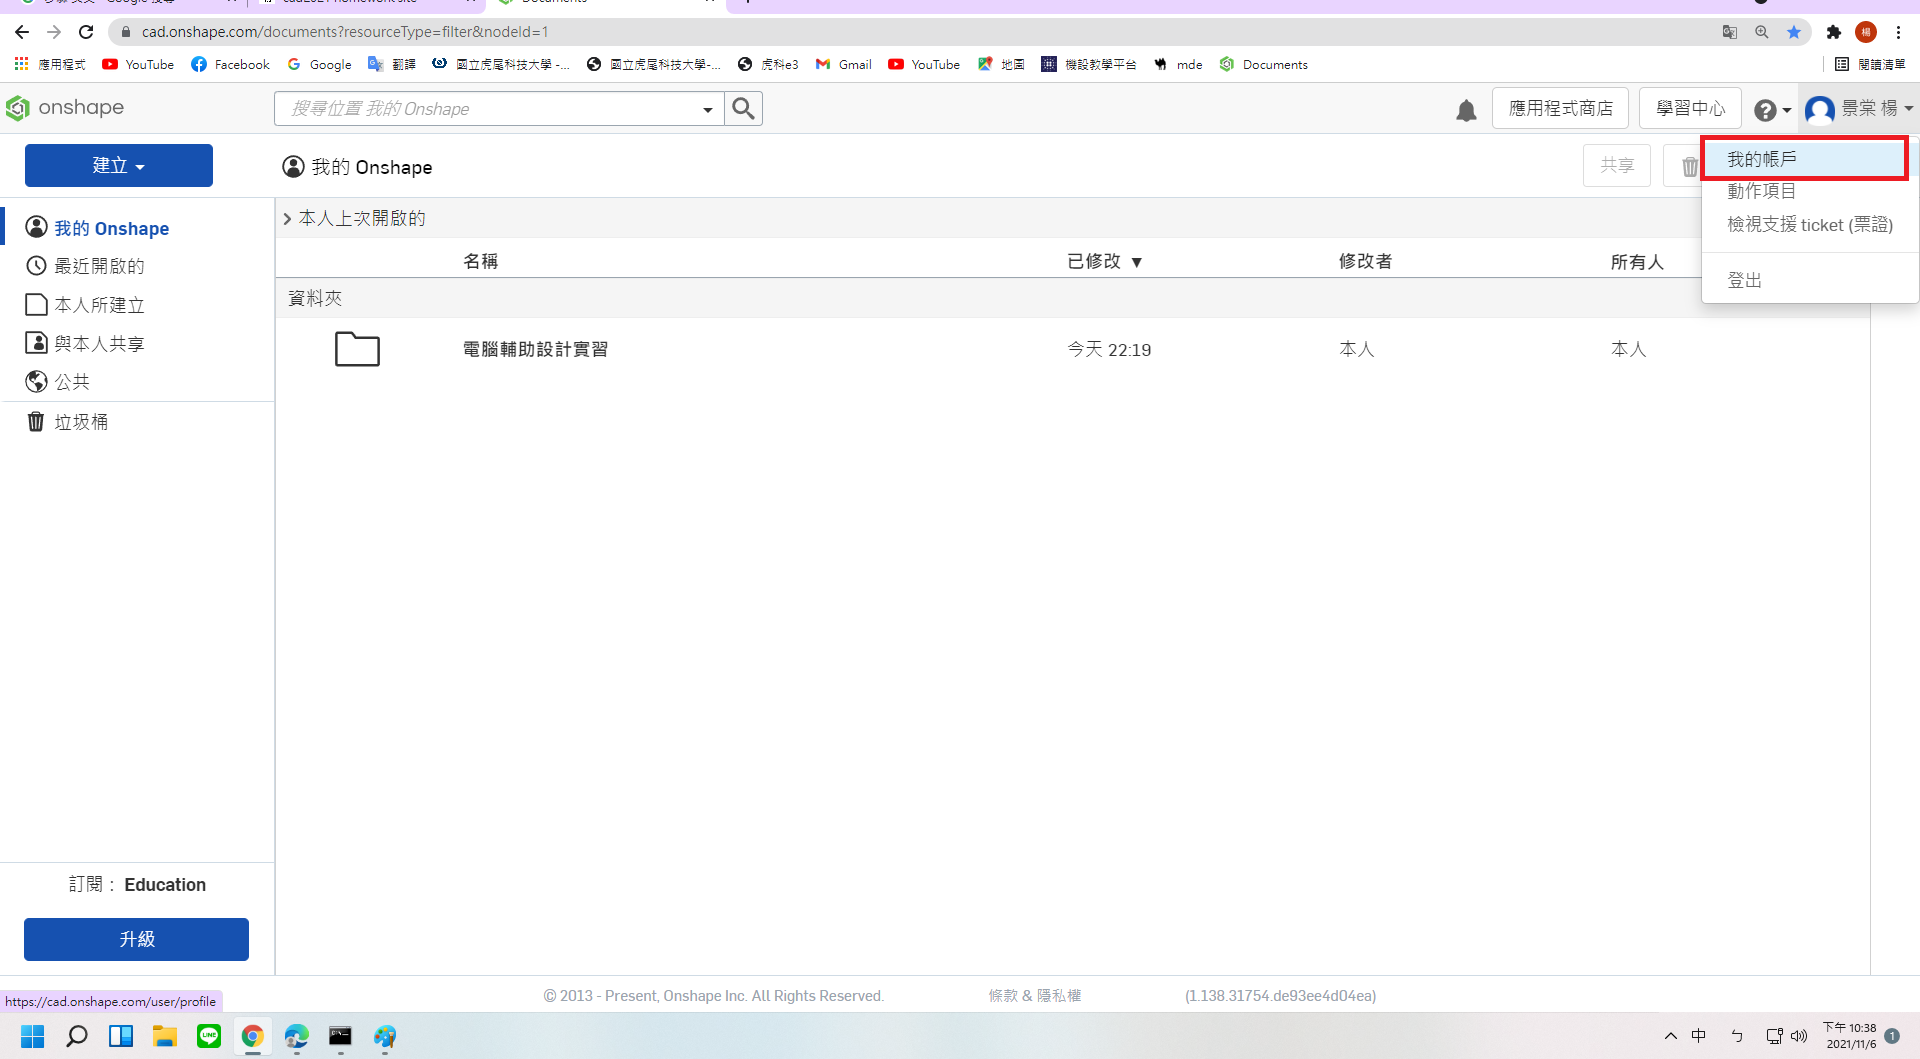 cad.onshape.com/documents?resourceType=filter&nodeId=1
應用程式 YouTube Facebook Google 翻譯 國立虎尾科技大學 -... 國立虎尾科技大學-... 虎科e3 Gmail YouTube 地圖 機設教學平台 mde Documents 閱讀清單
onshape 搜尋位置 我的 Onshape 應用程式商店 學習中心 景棠 楊
建立 我的 Onshape 共享
我的帳戶
動作項目
檢視支援 ticket (票證)
登出
我的 Onshape
最近開啟的
本人所建立
與本人共享
公共
垃圾桶
本人上次開啟的
名稱 已修改 ▼ 修改者 所有人
資料夾
電腦輔助設計實習 今天 22:19 本人 本人
訂閱： Education
升級
© 2013 - Present, Onshape Inc. All Rights Reserved. 條款 & 隱私權 (1.138.31754.de93ee4d04ea)
https://cad.onshape.com/user/profile
中 ㄅ 下午 10:38
2021/11/6 1